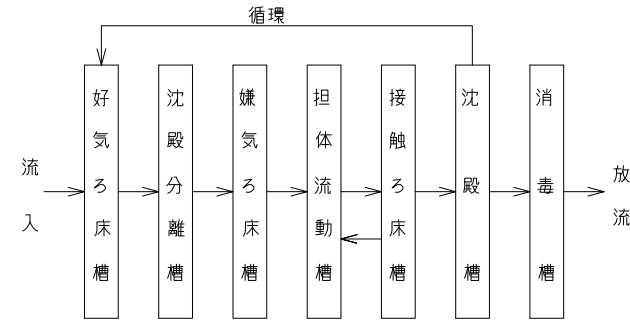 循環
流入
好気ろ床槽
沈殿分離槽
嫌気ろ床槽
担体流動槽
接触ろ床槽
沈殿槽
消毒槽
放流